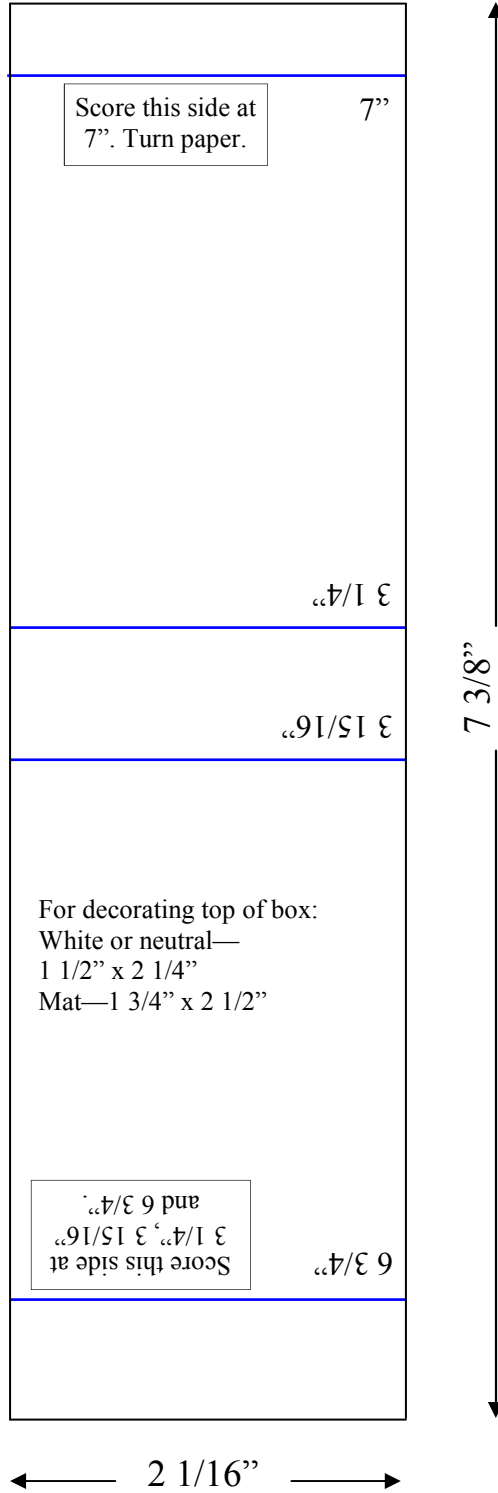 Score this side at
7”. Turn paper.
7”
3 1/4”
7 3/8”
3 15/16”
For decorating top of box:
White or neutral—
1 1/2” x 2 1/4”
Mat—1 3/4” x 2 1/2”
Score this side at
3 1/4”, 3 15/16”
and 6 3/4”.
6 3/4”
2 1/16”